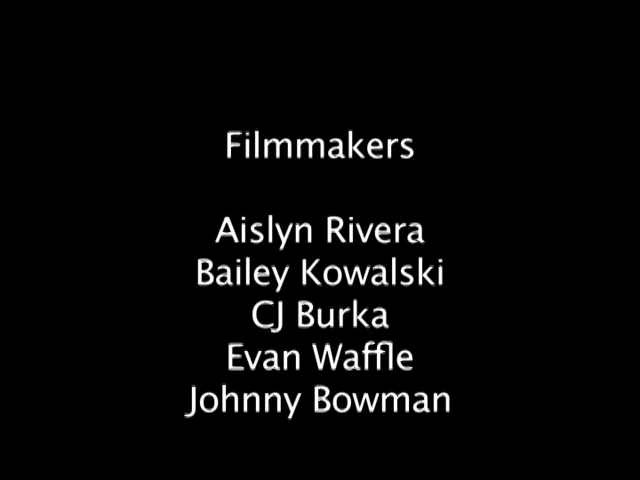 Filmmakers
Aislyn Rivera
Bailey Kowalski
CJ Burka
Evan Waffle
Johnny Bowman